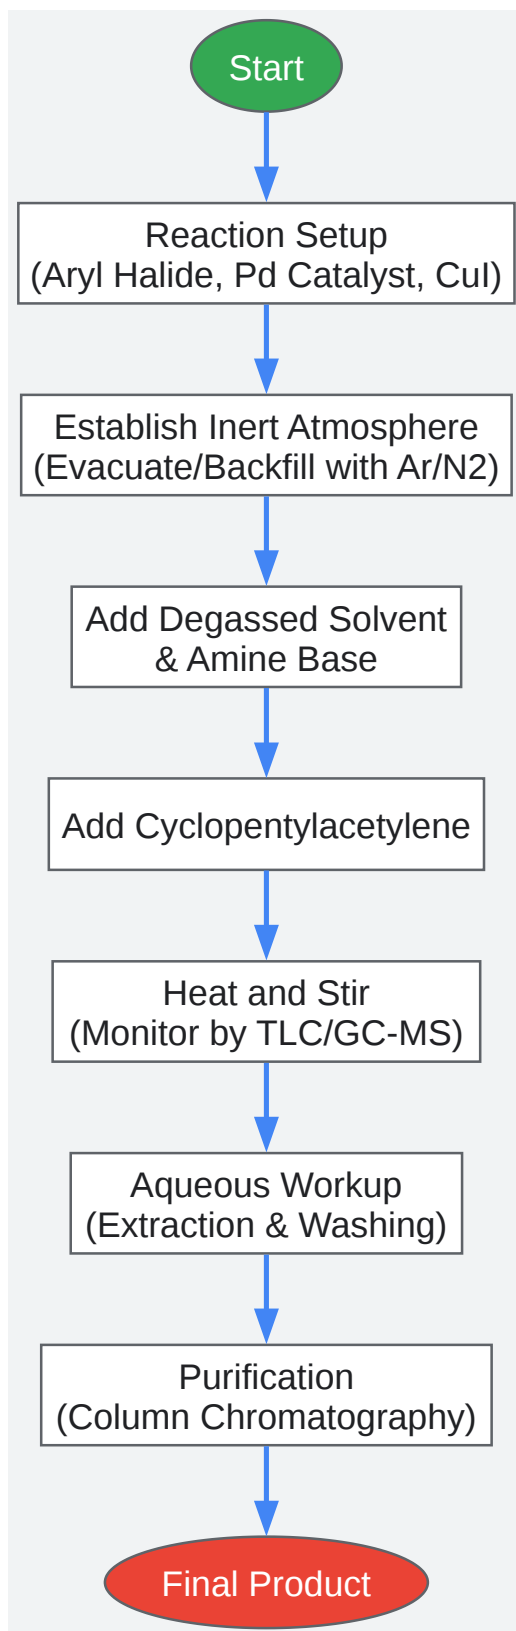 Start
Reaction Setup
(Aryl Halide, Pd Catalyst, CuI)
Establish Inert Atmosphere
(Evacuate/Backfill with Ar/N2)
Add Degassed Solvent
& Amine Base
Add Cyclopentylacetylene
Heat and Stir
(Monitor by TLC/GC-MS)
Aqueous Workup
(Extraction & Washing)
Purification
(Column Chromatography)
Final Product